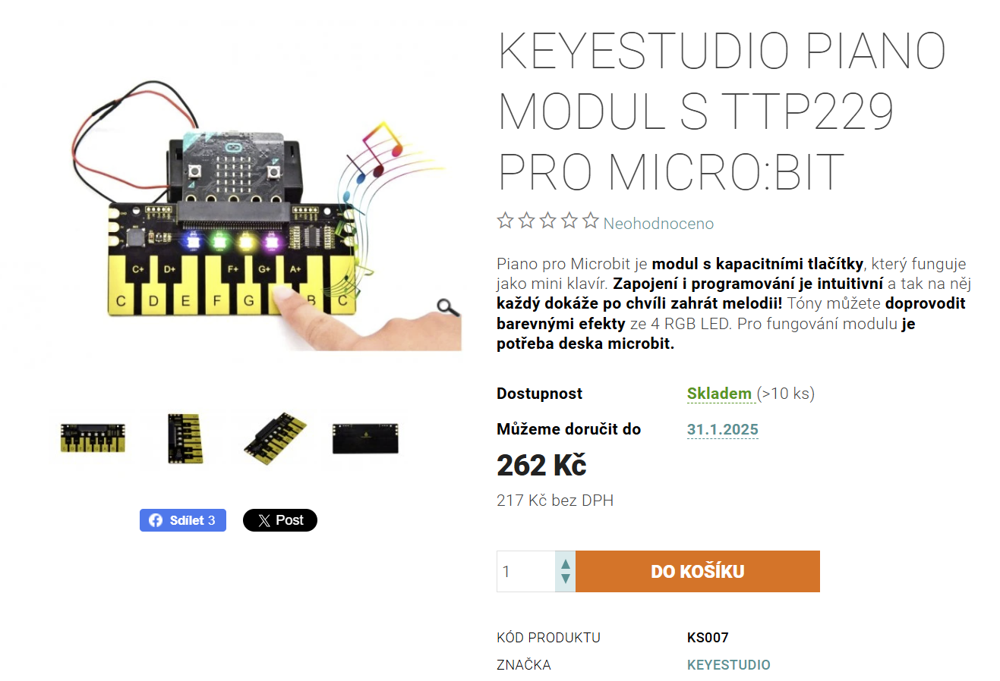 KEYESTUDIO PIANO
MODUL S TTP229
PRO MICRO:BIT
Neohodnoceno
Piano pro Microbit je modul s kapacitními tlačítky, který funguje
jako mini klavír. Zapojení i programování je intuitivní a tak na něj
každý dokáže po chvíli zahrát melodii! Tóny můžete doprovodit
barevnými efekty ze 4 RGB LED. Pro fungování modulu je
potřeba deska microbit.
Dostupnost Skladem (>10 ks)
Můžeme doručit do 31.1.2025
262 Kč
217 Kč bez DPH
1 DO KOŠÍKU
KÓD PRODUKTU KS007
ZNAČKA KEYESTUDIO
C+ D+ F+ G+ A+
C D E F G B C
Sdílet 3
Post